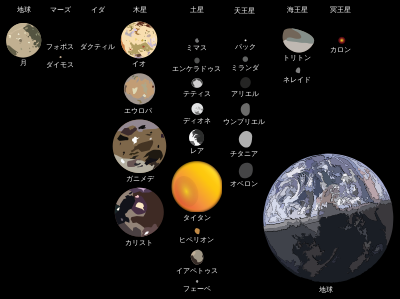 地球 マーズ イダ 木星 土星 天王星 海王星 冥王星
月
フォボス
ダイモス
ダクティル
イオ
エウロパ
ガニメデ
カリスト
ミマス
エンケラドゥス
テティス
ディオネ
レア
タイタン
ヒペリオン
イアペトゥス
フェーベ
パック
ミランダ
アリエル
ウンブリエル
チタニア
オベロン
トリトン
ネレイド
カロン
地球